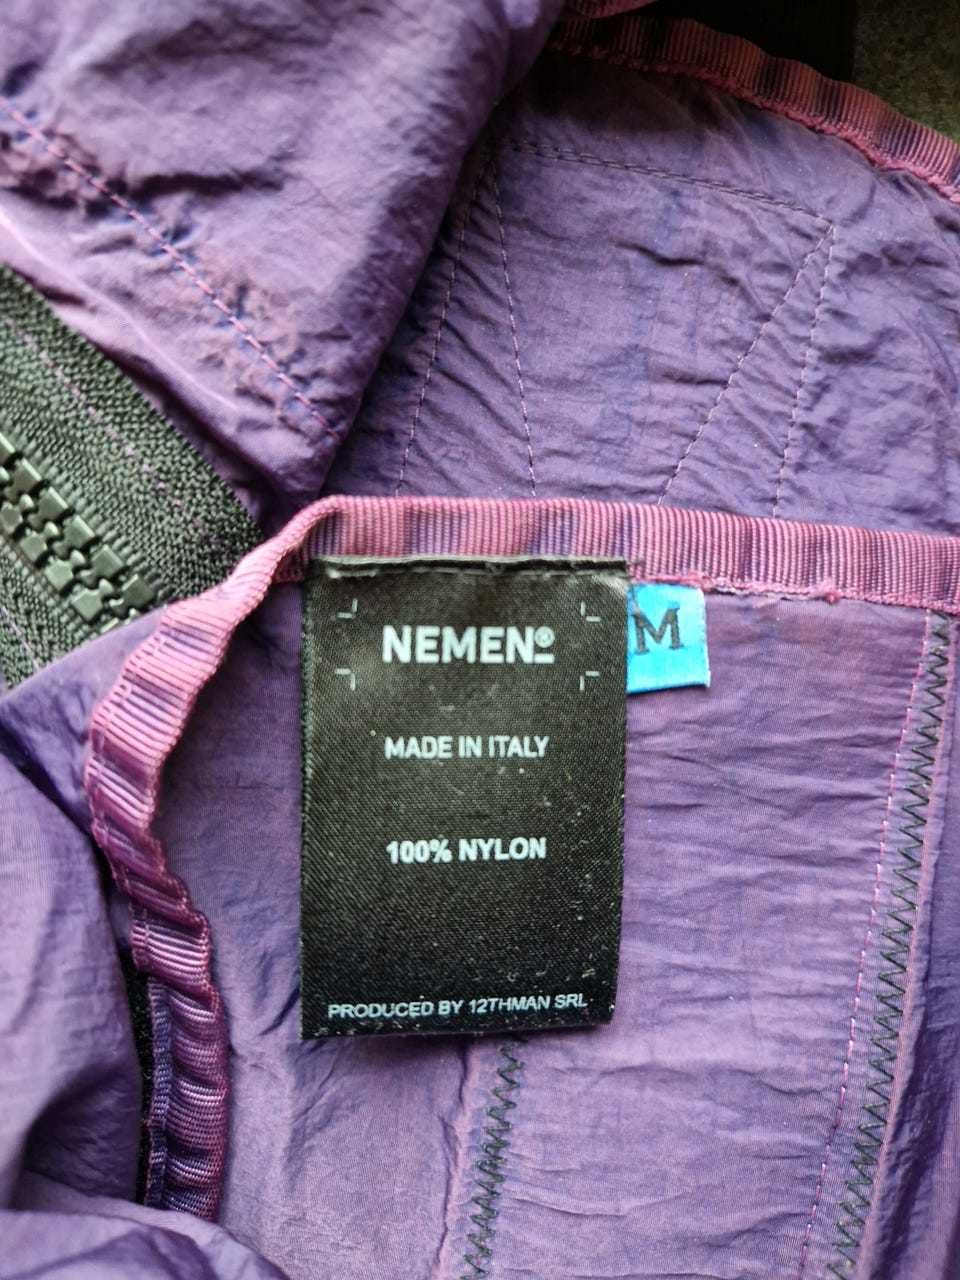 NEMEN®
M
MADE IN ITALY
100% NYLON
PRODUCED BY 12THMAN SRL